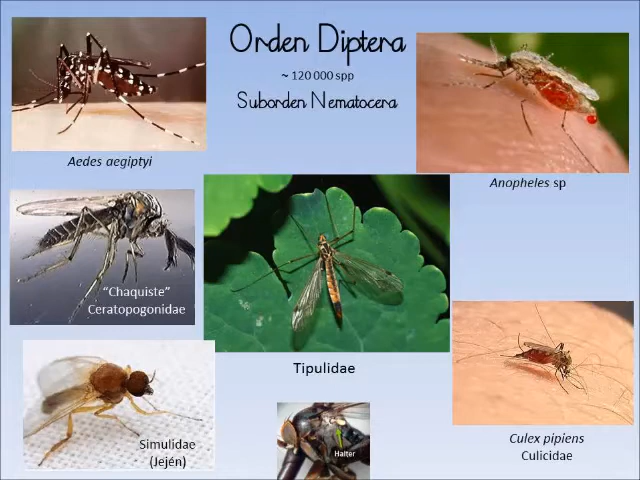 Orden Diptera
~ 120 000 spp
Suborden Nematocera
Aedes aegiptyi
Anopheles sp
"Chaquiste"
Ceratopogonidae
Tipulidae
Simulidae
(Jején)
Halter
Culex pipiens
Culicidae